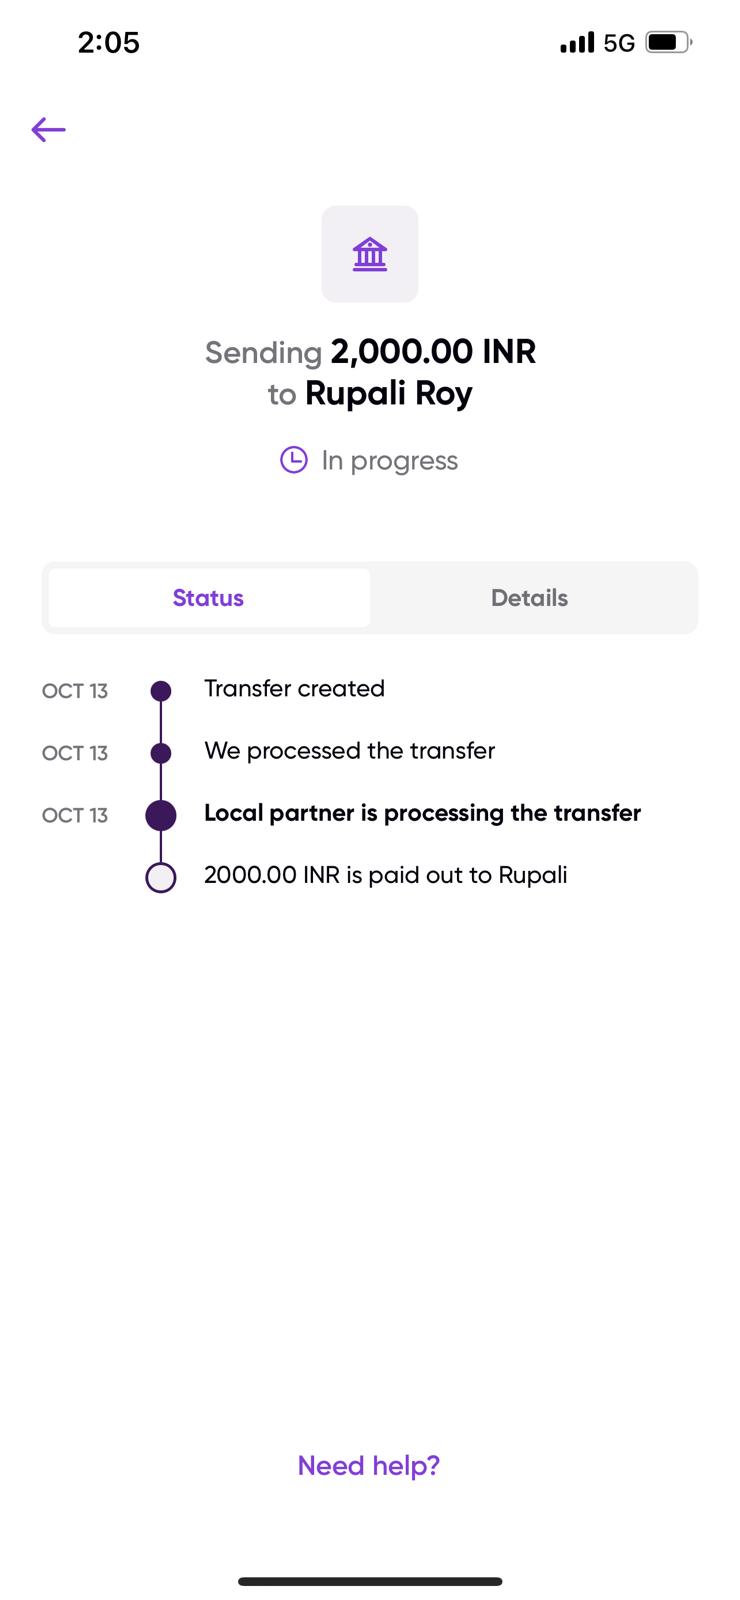 2:05 5G
Sending 2,000.00 INR
to Rupali Roy
In progress
Status Details
OCT 13 Transfer created
OCT 13 We processed the transfer
OCT 13 Local partner is processing the transfer
2000.00 INR is paid out to Rupali
Need help?